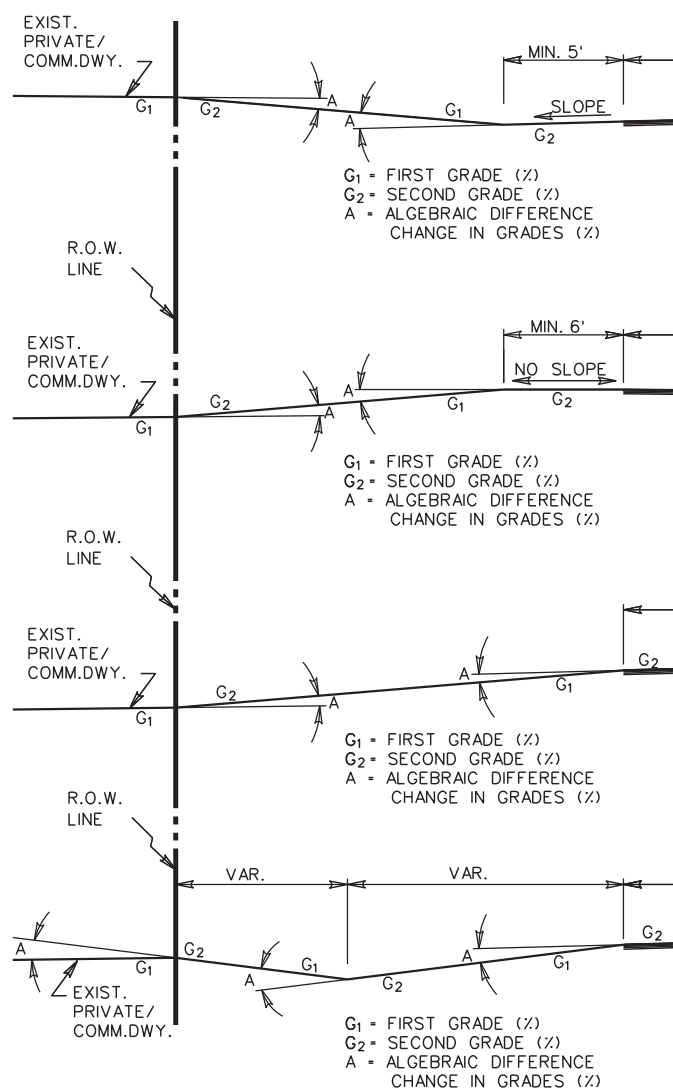 EXIST.
PRIVATE/
COMM.DWY.
MIN. 5'
G1
G2
A
A
G1
SLOPE
G2
G1 = FIRST GRADE (%)
G2= SECOND GRADE (%)
A = ALGEBRAIC DIFFERENCE
CHANGE IN GRADES (%)
R.O.W.
LINE
EXIST.
PRIVATE/
COMM.DWY.
MIN. 6'
NO SLOPE
G1
G2
A
A
G1
G2
G1 = FIRST GRADE (%)
G2= SECOND GRADE (%)
A = ALGEBRAIC DIFFERENCE
CHANGE IN GRADES (%)
R.O.W.
LINE
EXIST.
PRIVATE/
COMM.DWY.
G1
G2
A
A
G1
G2
G1 = FIRST GRADE (%)
G2= SECOND GRADE (%)
A = ALGEBRAIC DIFFERENCE
CHANGE IN GRADES (%)
R.O.W.
LINE
VAR.
VAR.
A
G1
G2
A
G1
G2
A
G1
G2
EXIST.
PRIVATE/
COMM.DWY.
G1 = FIRST GRADE (%)
G2= SECOND GRADE (%)
A = ALGEBRAIC DIFFERENCE
CHANGE IN GRADES (%)